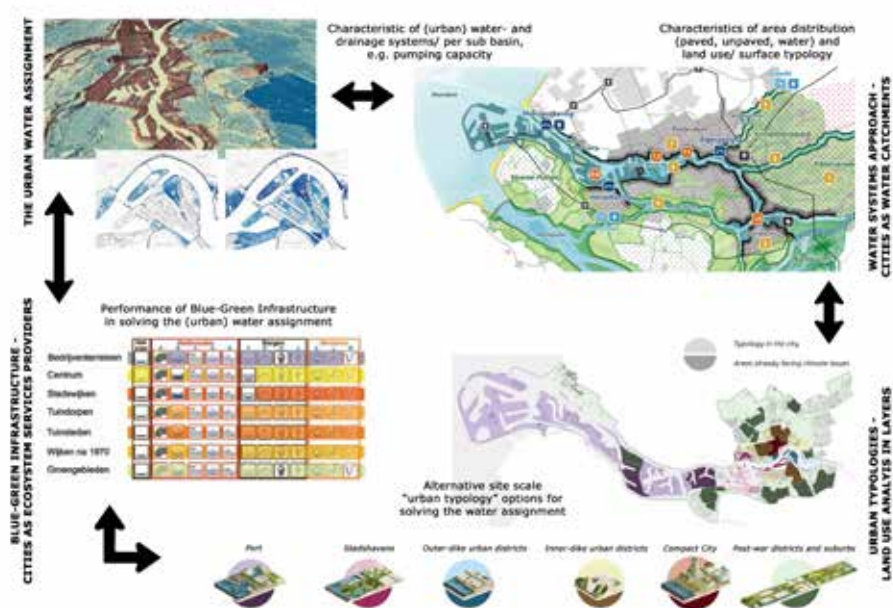 THE URBAN WATER ASSIGNMENT
Characteristic of (urban) water- and
drainage systems/ per sub basin,
e.g. pumping capacity
Characteristics of area distribution
(paved, unpaved, water) and
land use/ surface typology
WATER SYSTEMS APPROACH -
CITIES AS WATER CATCHMENTS
BLUE-GREEN INFRASTRUCTURE -
CITIES AS ECOSYSTEM SERVICES PROVIDERS
Performance of Blue-Green Infrastructure
in solving the (urban) water assignment
Bedrijventerreinen
Centrum
Stadswijken
Tuindorpen
Tuinsteden
Wijken na 1970
Groengebieden
Typology in the city
Areas already facing climate issues
URBAN TYPOLOGIES -
LAND USE ANALYSIS IN LAYERS
Alternative site scale
"urban typology" options for
solving the water assignment
Port
Stadshavens
Outer-dike urban districts
Inner-dike urban districts
Compact City
Post-war districts and suburbs